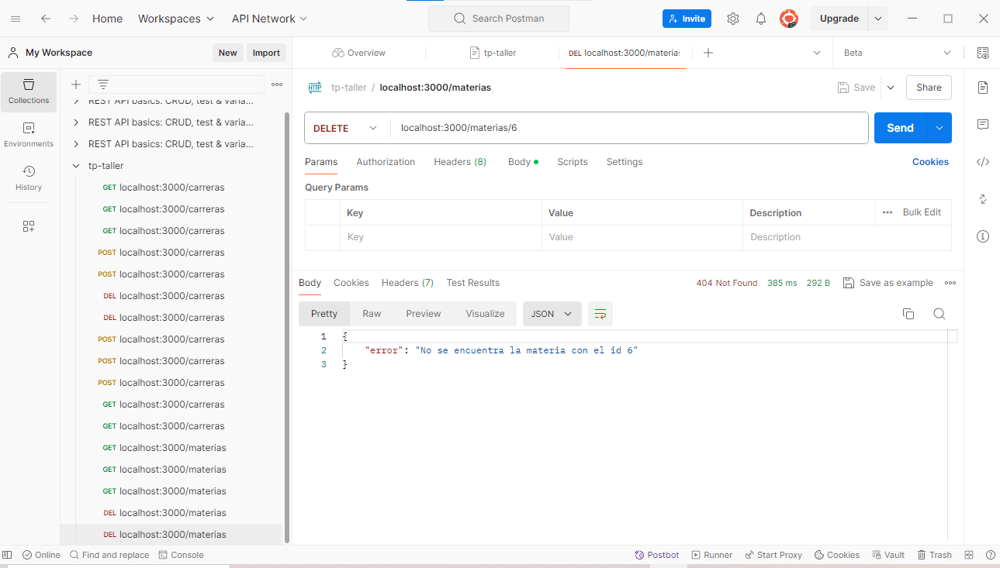 Home Workspaces API Network Search Postman Invite Upgrade
My Workspace New Import Overview tp-taller DEL localhost:3000/materias Beta
Collections
Environments
History
REST API basics: CRUD, test & varia...
REST API basics: CRUD, test & varia...
REST API basics: CRUD, test & varia...
tp-taller
GET localhost:3000/carreras
GET localhost:3000/carreras
GET localhost:3000/carreras
POST localhost:3000/carreras
POST localhost:3000/carreras
DEL localhost:3000/carreras
DEL localhost:3000/carreras
POST localhost:3000/carreras
POST localhost:3000/carreras
POST localhost:3000/carreras
GET localhost:3000/carreras
GET localhost:3000/carreras
GET localhost:3000/materias
GET localhost:3000/materias
GET localhost:3000/materias
DEL localhost:3000/materias
DEL localhost:3000/materias
HTTP tp-taller / localhost:3000/materias Save Share
DELETE localhost:3000/materias/6 Send
Params Authorization Headers (8) Body Scripts Settings Cookies
Query Params
Key Value Description Bulk Edit
Key Value Description
Body Cookies Headers (7) Test Results 404 Not Found 385 ms 292 B Save as example
Pretty Raw Preview Visualize JSON
1 {
2 "error": "No se encuentra la materia con el id 6"
3 }
Online Find and replace Console Postbot Runner Start Proxy Cookies Vault Trash